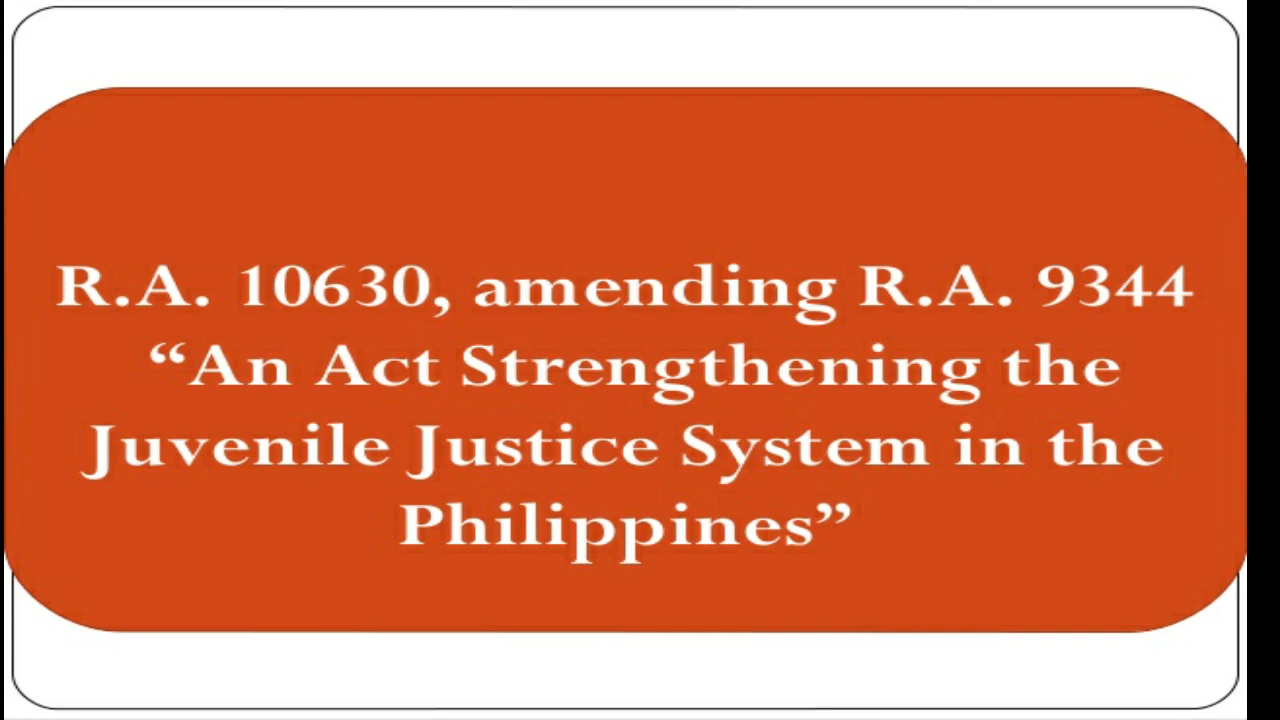 R.A. 10630, amending R.A. 9344
“An Act Strengthening the
Juvenile Justice System in the
Philippines”